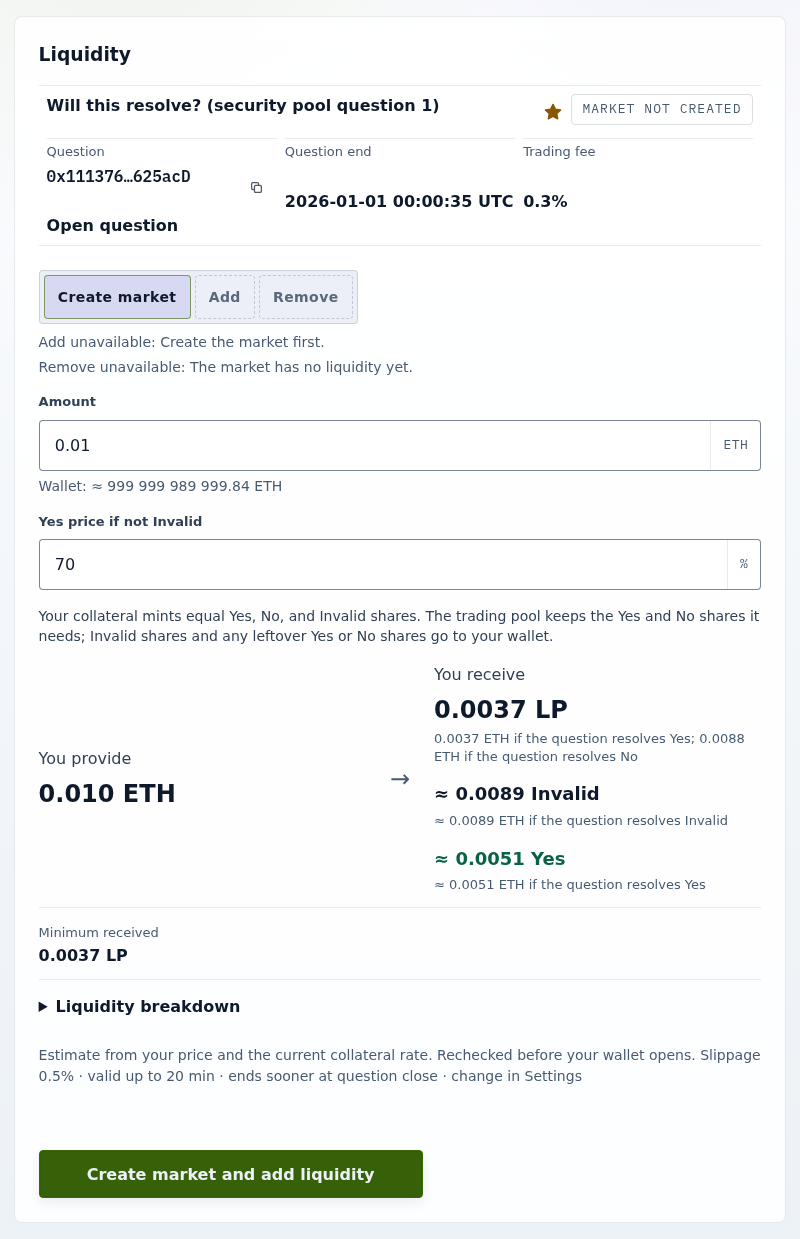 Liquidity
Will this resolve? (security pool question 1)
MARKET NOT CREATED
Question
0x111376…625acD
Open question
Question end
2026-01-01 00:00:35 UTC
Trading fee
0.3%
Create market
Add
Remove
Add unavailable: Create the market first.
Remove unavailable: The market has no liquidity yet.
Amount
0.01
ETH
Wallet: ≈ 999 999 989 999.84 ETH
Yes price if not Invalid
70
%
Your collateral mints equal Yes, No, and Invalid shares. The trading pool keeps the Yes and No shares it
needs; Invalid shares and any leftover Yes or No shares go to your wallet.
You provide
0.010 ETH
→
You receive
0.0037 LP
0.0037 ETH if the question resolves Yes; 0.0088
ETH if the question resolves No
≈ 0.0089 Invalid
≈ 0.0089 ETH if the question resolves Invalid
≈ 0.0051 Yes
≈ 0.0051 ETH if the question resolves Yes
Minimum received
0.0037 LP
Liquidity breakdown
Estimate from your price and the current collateral rate. Rechecked before your wallet opens. Slippage
0.5% · valid up to 20 min · ends sooner at question close · change in Settings
Create market and add liquidity